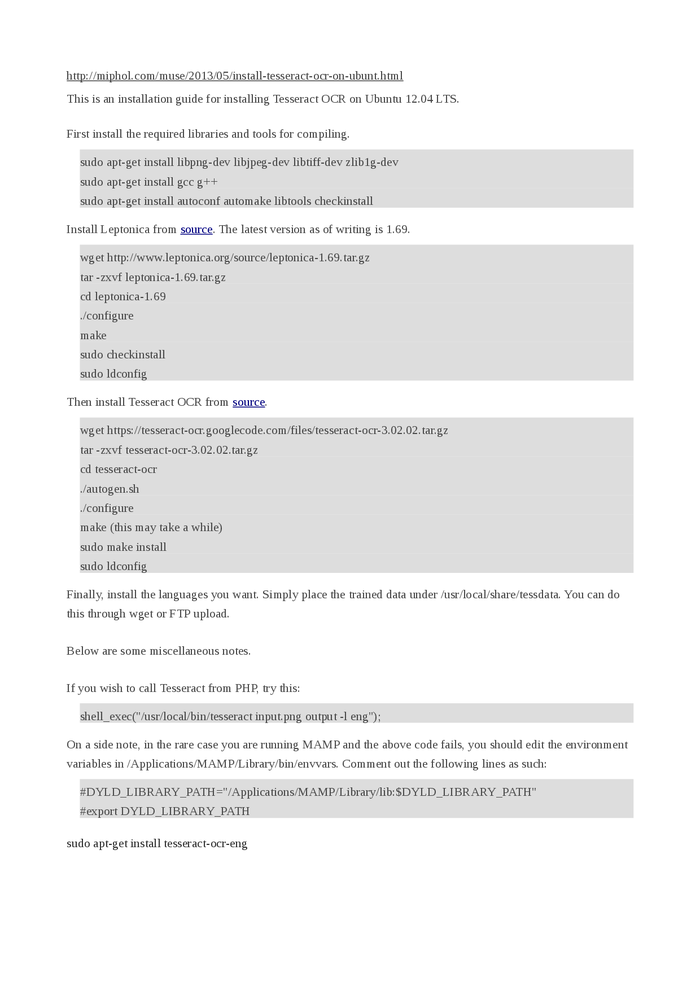 http://miphol.com/muse/2013/05/install-tesseract-ocr-on-ubunt.html
This is an installation guide for installing Tesseract OCR on Ubuntu 12.04 LTS.
First install the required libraries and tools for compiling.
sudo apt-get install libpng-dev libjpeg-dev libtiff-dev zlib1g-dev
sudo apt-get install gcc g++
sudo apt-get install autoconf automake libtools checkinstall
Install Leptonica from source. The latest version as of writing is 1.69.
wget http://www.leptonica.org/source/leptonica-1.69.tar.gz
tar -zxvf leptonica-1.69.tar.gz
cd leptonica-1.69
./configure
make
sudo checkinstall
sudo ldconfig
Then install Tesseract OCR from source.
wget https://tesseract-ocr.googlecode.com/files/tesseract-ocr-3.02.02.tar.gz
tar -zxvf tesseract-ocr-3.02.02.tar.gz
cd tesseract-ocr
./autogen.sh
./configure
make (this may take a while)
sudo make install
sudo ldconfig
Finally, install the languages you want. Simply place the trained data under /usr/local/share/tessdata. You can do
this through wget or FTP upload.
Below are some miscellaneous notes.
If you wish to call Tesseract from PHP, try this:
shell_exec("/usr/local/bin/tesseract input.png output -l eng");
On a side note, in the rare case you are running MAMP and the above code fails, you should edit the environment
variables in /Applications/MAMP/Library/bin/envvars. Comment out the following lines as such:
#DYLD_LIBRARY_PATH="/Applications/MAMP/Library/lib:$DYLD_LIBRARY_PATH"
#export DYLD_LIBRARY_PATH
sudo apt-get install tesseract-ocr-eng